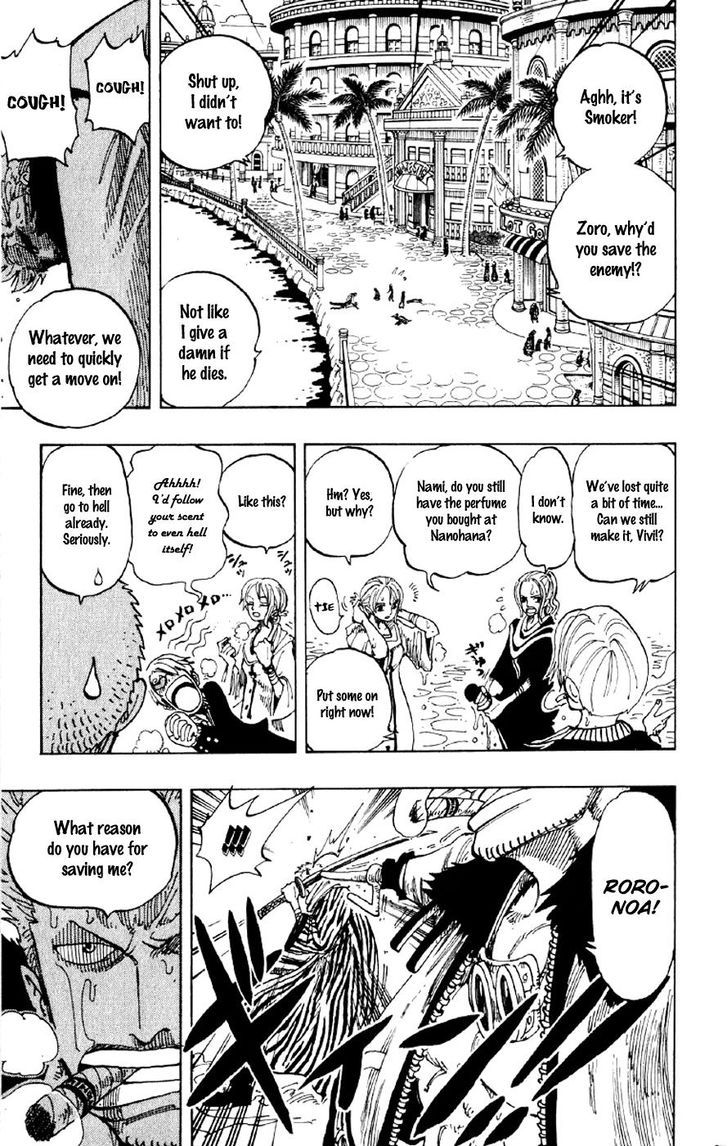 Aghh, it's
Smoker!
Zoro, why'd
you save the
enemy!?
Shut up,
I didn't
want to!
Not like
I give a
damn if
he dies.
COUGH!
COUGH!
Whatever, we
need to quickly
get a move on!
We've lost quite
a bit of time...
Can we still
make it, Vivi!?
I don't
know.
Nami, do you still
have the perfume
you bought at
Nanohana?
Hm? Yes,
but why?
Put some on
right now!
ぎゅっ
Like this?
Ahhhh!
I'd follow
your scent
to even hell
itself!
Fine, then
go to hell
already.
Seriously.
RORO-
NOA!
!!!
What reason
do you have for
saving me?